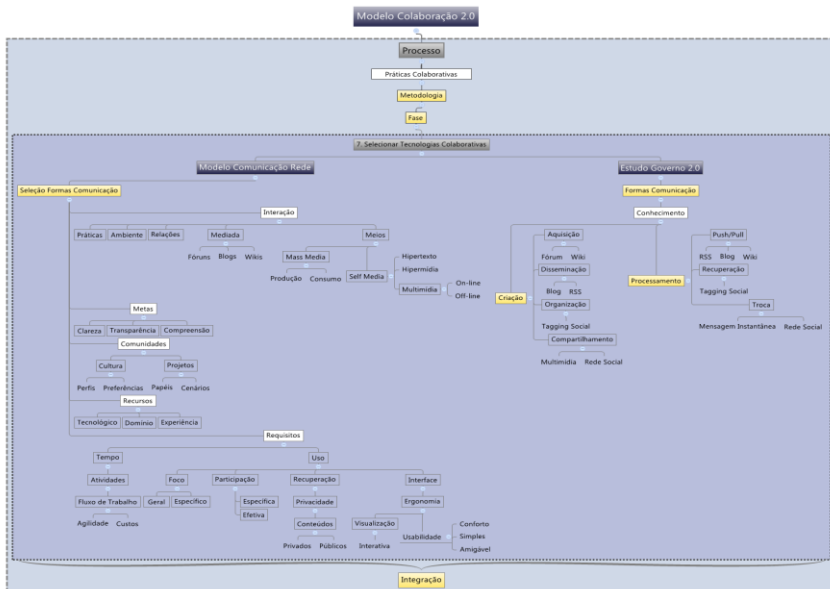 Modelo Colaboração 2.0
Processo
Práticas Colaborativas
Metodologia
Fase
7. Selecionar Tecnologias Colaborativas
Modelo Comunicação Rede
Estudo Governo 2.0
Seleção Formas Comunicação
Formas Comunicação
Interação
Conhecimento
Práticas Ambiente Relações Mediada Meios
Aquisição Push/Pull
Fóruns Blogs Wikis
Mass Media
Hipertexto
Fórum Wiki
RSS Blog Wiki
Produção Consumo
Self Media
Hipermídia
Disseminação
Recuperação
Multimídia
On-line
Off-line
Processamento
Blog RSS
Tagging Social
Criação
Organização
Troca
Metas
Tagging Social
Mensagem Instantânea Rede Social
Clareza Transparência Compreensão
Compartilhamento
Comunidades
Multimídia Rede Social
Cultura Projetos
Perfis Preferências Papéis Cenários
Recursos
Tecnológico Domínio Experiência
Requisitos
Tempo Uso
Atividades Foco Participação Recuperação Interface
Fluxo de Trabalho Geral Específico Específica Privacidade Ergonomia
Efetiva
Agilidade Custos
Conteúdos Visualização
Conforto
Usabilidade
Simples
Privados Públicos Interativa
Amigável
Integração